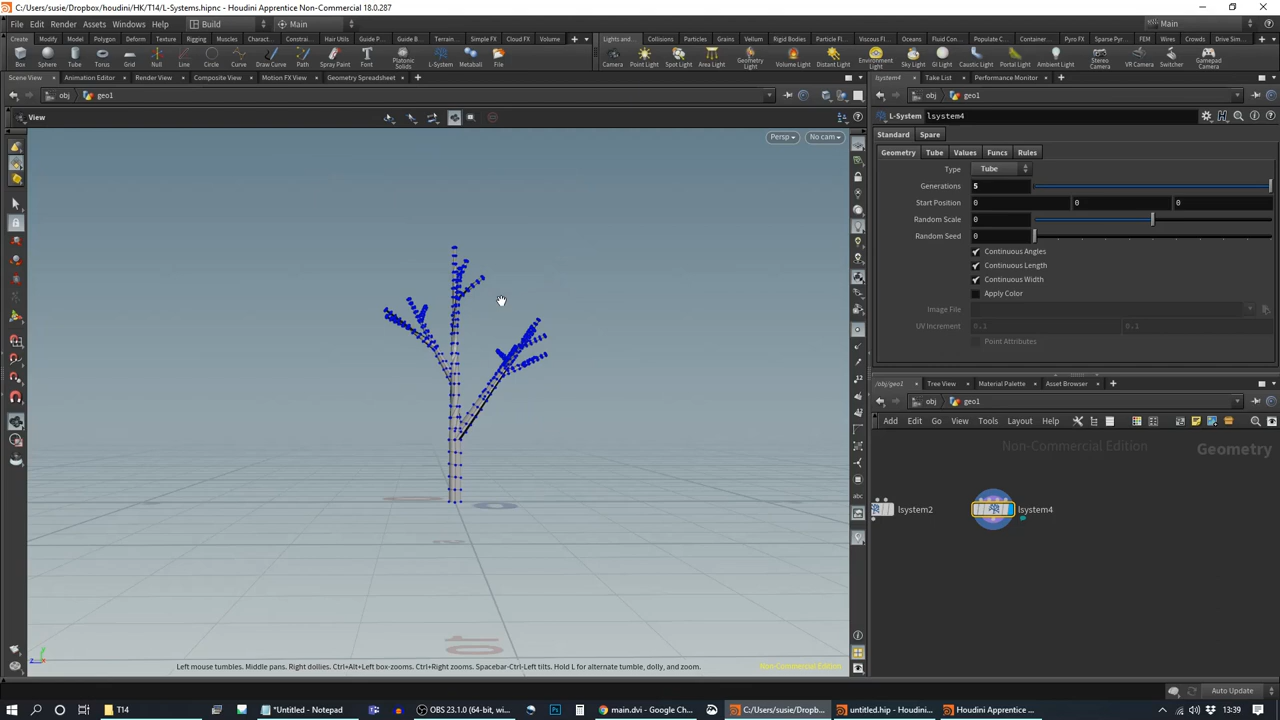 C:/Users/susie/Dropbox/houdini/HK/T14/L-Systems.hipnc - Houdini Apprentice Non-Commercial 18.0.287
File Edit Render Assets Windows Help Build Main Main
Create Modify Model Polygon Deform Texture Rigging Muscles Charact... Constrai... Hair Utils Guide P... Guide B... Terrain... Simple FX Cloud FX Volume
Lights and... Collisions Particles Grains Vellum Rigid Bodies Particle Fl... Viscous Fl... Oceans Fluid Con... Populate C... Container... Pyro FX Sparse Pyr... FEM Wires Crowds Drive Sim...
Box Sphere Tube Torus Grid Null Line Circle Curve Draw Curve Path Spray Paint Font Platonic Solids L-System Metaball File
Camera Point Light Spot Light Area Light Geometry Light Volume Light Distant Light Environment Light Sky Light GI Light Caustic Light Portal Light Ambient Light Stereo Camera VR Camera Switcher Gamepad Camera
Scene View Animation Editor Render View Composite View Motion FX View Geometry Spreadsheet
lsystem4 Take List Performance Monitor
obj geo1
obj geo1
View
L-System lsystem4
Persp No cam
Standard Spare
Geometry Tube Values Funcs Rules
Type Tube
Generations 5
Start Position 0 0 0
Random Scale 0
Random Seed 0
Continuous Angles
Continuous Length
Continuous Width
Apply Color
Image File
UV Increment 0.1 0.1
Point Attributes
/obj/geo1 Tree View Material Palette Asset Browser
obj geo1
Add Edit Go View Tools Layout Help
Non-Commercial Edition Geometry
lsystem2 lsystem4
Left mouse tumbles. Middle pans. Right dollies. Ctrl+Alt+Left box-zooms. Ctrl+Right zooms. Spacebar-Ctrl-Left tilts. Hold L for alternate tumble, dolly, and zoom.
Non-Commercial Edition
Auto Update
T14 *Untitled - Notepad OBS 23.1.0 (64-bit, w... main.dvi - Google Ch... C:/Users/susie/Dropb... untitled.hip - Houdini... Houdini Apprentice ... 13:39